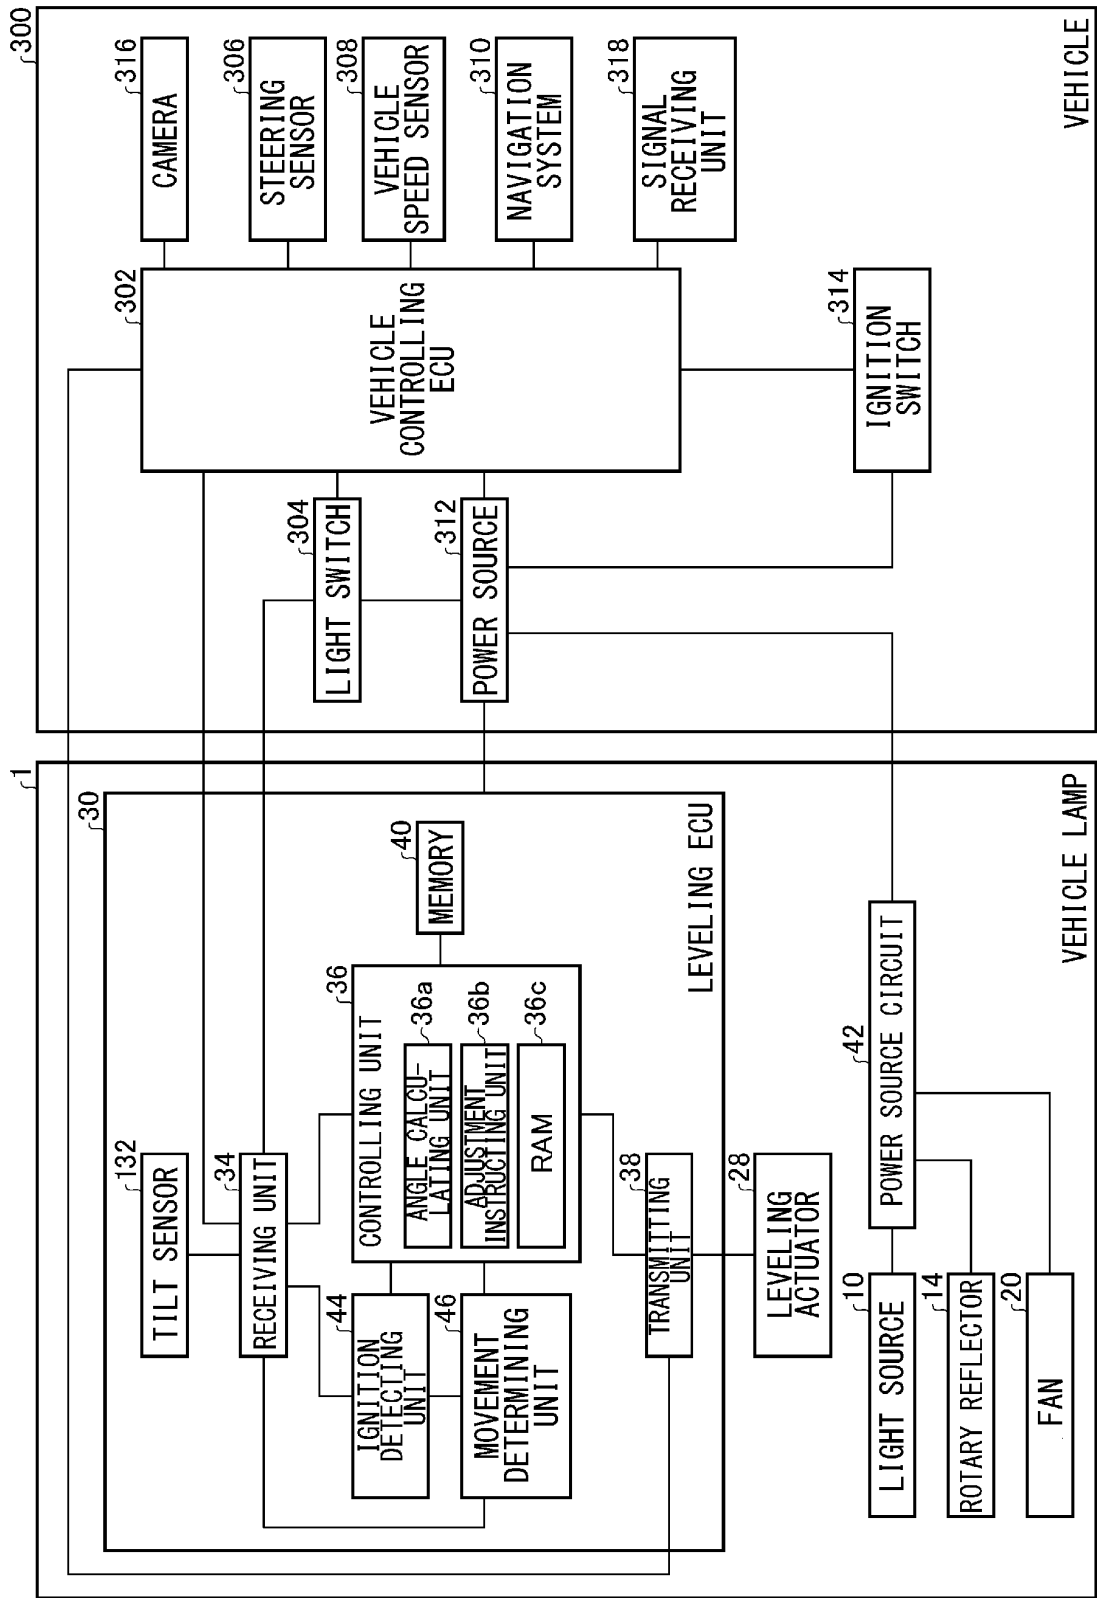 300
VEHICLE
316
CAMERA
306
STEERING
SENSOR
308
VEHICLE
SPEED SENSOR
310
NAVIGATION
SYSTEM
318
SIGNAL
RECEIVING
UNIT
302
VEHICLE
CONTROLLING
ECU
314
IGNITION
SWITCH
304
LIGHT SWITCH
312
POWER SOURCE
1
VEHICLE LAMP
30
LEVELING ECU
40
MEMORY
36
CONTROLLING UNIT
36a
ANGLE CALCU-
LATING UNIT
36b
ADJUSTMENT
INSTRUCTING UNIT
36c
RAM
132
TILT SENSOR
34
RECEIVING UNIT
44
IGNITION
DETECTING
UNIT
46
MOVEMENT
DETERMINING
UNIT
38
TRANSMITTING
UNIT
28
LEVELING
ACTUATOR
42
POWER SOURCE CIRCUIT
10
LIGHT SOURCE
14
ROTARY REFLECTOR
20
FAN